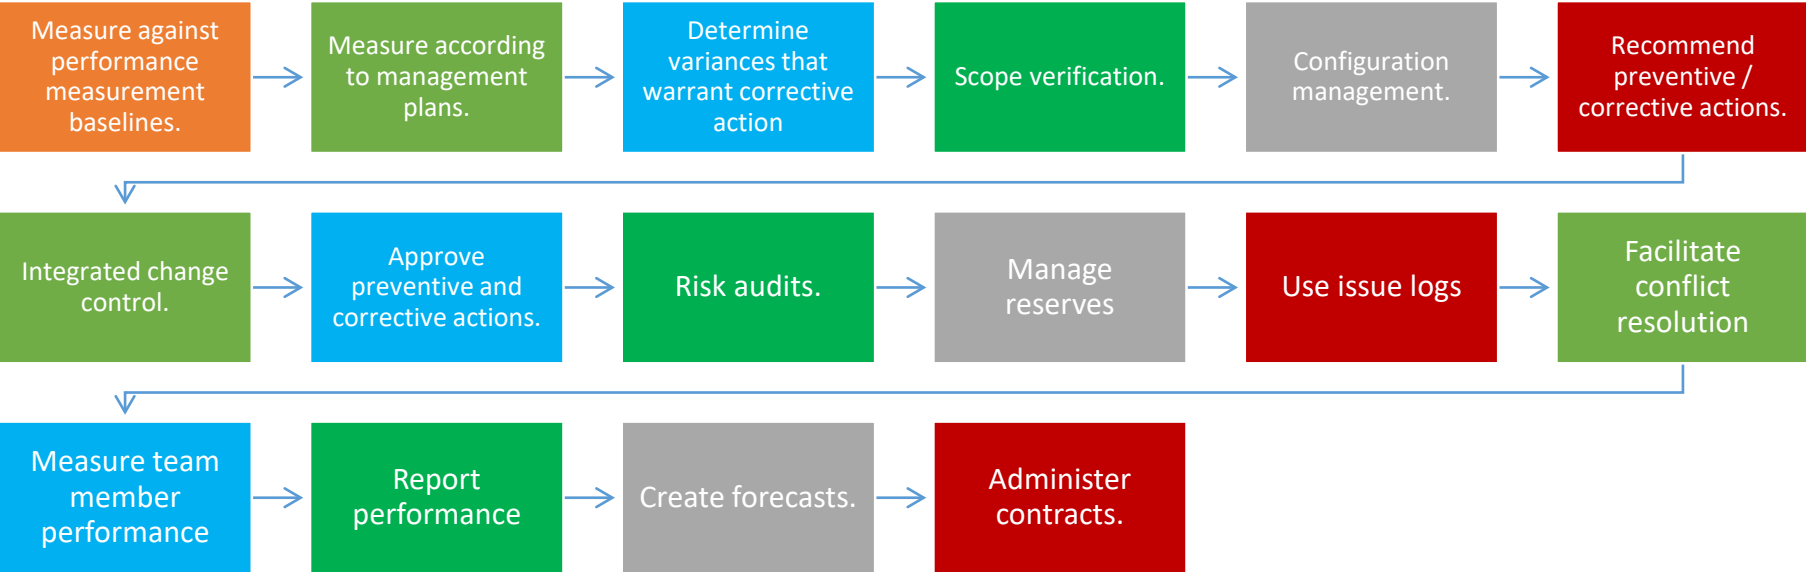 Measure against
performance
measurement
baselines.
Measure according
to management
plans.
Determine
variances that
warrant corrective
action
Scope verification.
Configuration
management.
Recommend
preventive /
corrective actions.
Integrated change
control.
Approve
preventive and
corrective actions.
Risk audits.
Manage
reserves
Use issue logs
Facilitate
conflict
resolution
Measure team
member
performance
Report
performance
Create forecasts.
Administer
contracts.